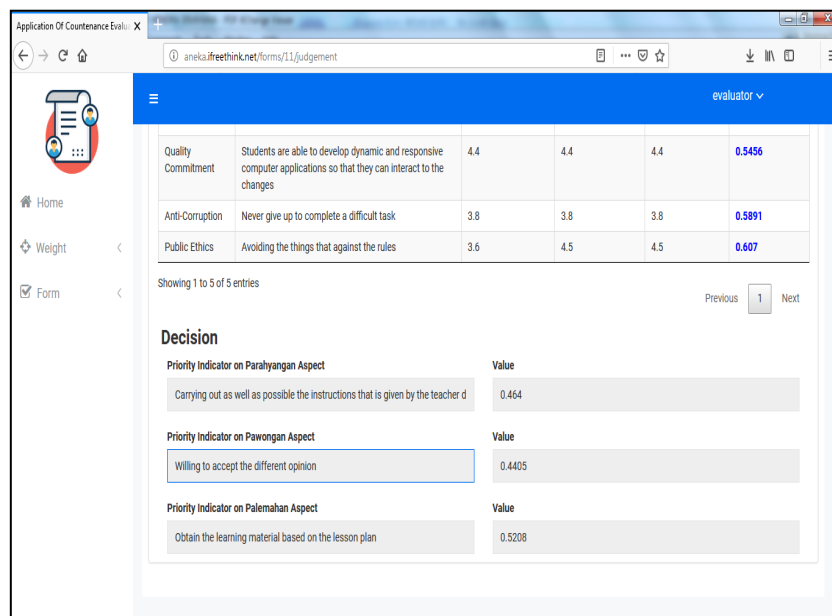 Application Of Countenance Evalua
aneka.ifreethink.net/forms/11/judgement
evaluator
Home
Weight
Form
Quality Commitment Students are able to develop dynamic and responsive computer applications so that they can interact to the changes 4.4 4.4 4.4 0.5456
Anti-Corruption Never give up to complete a difficult task 3.8 3.8 3.8 0.5891
Public Ethics Avoiding the things that against the rules 3.6 4.5 4.5 0.607
Showing 1 to 5 of 5 entries
Previous 1 Next
Decision
Priority Indicator on Parahyangan Aspect Value
Carrying out as well as possible the instructions that is given by the teacher d 0.464
Priority Indicator on Pawongan Aspect Value
Willing to accept the different opinion 0.4405
Priority Indicator on Palemahan Aspect Value
Obtain the learning material based on the lesson plan 0.5208